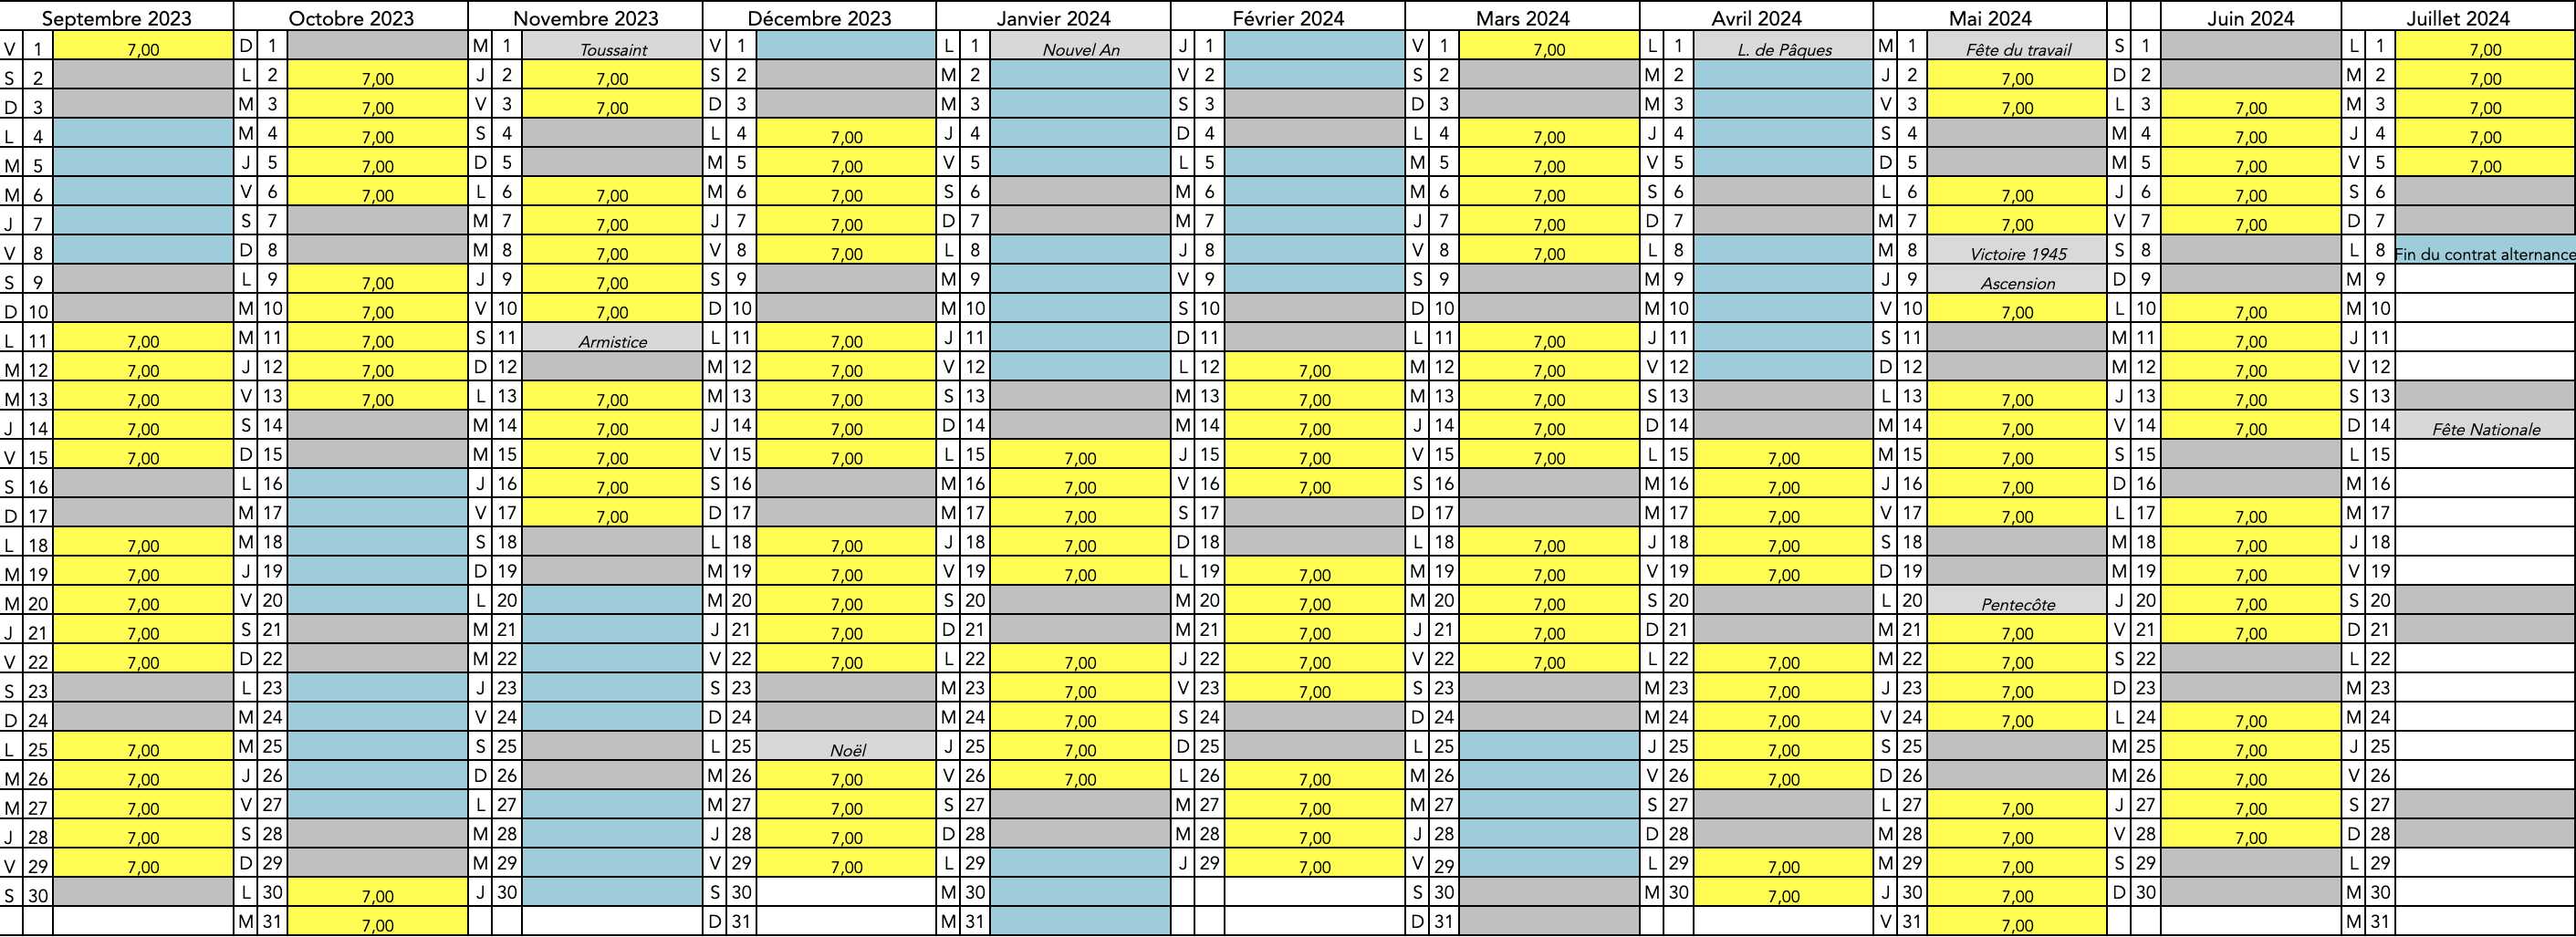 Septembre 2023 Octobre 2023 Novembre 2023 Décembre 2023 Janvier 2024 Février 2024 Mars 2024 Avril 2024 Mai 2024 Juin 2024 Juillet 2024
V 1 7,00 D 1 M 1 Toussaint V 1 L 1 Nouvel An J 1 V 1 7,00 L 1 L. de Pâques M 1 Fête du travail S 1 L 1 7,00
S 2 L 2 7,00 J 2 7,00 S 2 M 2 V 2 S 2 M 2 J 2 7,00 D 2 M 2 7,00
D 3 M 3 7,00 V 3 7,00 D 3 M 3 S 3 D 3 M 3 V 3 7,00 L 3 7,00 M 3 7,00
L 4 M 4 7,00 S 4 L 4 7,00 J 4 D 4 L 4 7,00 J 4 S 4 M 4 7,00 J 4 7,00
M 5 J 5 7,00 D 5 M 5 7,00 V 5 L 5 M 5 7,00 V 5 D 5 M 5 7,00 V 5 7,00
M 6 V 6 7,00 L 6 7,00 M 6 7,00 S 6 M 6 M 6 7,00 S 6 L 6 7,00 J 6 7,00 S 6
J 7 S 7 M 7 7,00 J 7 7,00 D 7 M 7 J 7 7,00 D 7 M 7 7,00 V 7 7,00 D 7
V 8 D 8 M 8 7,00 V 8 7,00 L 8 J 8 V 8 7,00 L 8 M 8 Victoire 1945 S 8 L 8 Fin du contrat alternance
S 9 L 9 7,00 J 9 7,00 S 9 M 9 V 9 S 9 M 9 J 9 Ascension D 9 M 9
D 10 M 10 7,00 V 10 7,00 D 10 M 10 S 10 D 10 M 10 V 10 7,00 L 10 7,00 M 10
L 11 7,00 M 11 7,00 S 11 Armistice L 11 7,00 J 11 D 11 L 11 7,00 J 11 S 11 M 11 7,00 J 11
M 12 7,00 J 12 7,00 D 12 M 12 7,00 V 12 L 12 7,00 M 12 7,00 V 12 D 12 M 12 7,00 V 12
M 13 7,00 V 13 7,00 L 13 7,00 M 13 7,00 S 13 M 13 7,00 M 13 7,00 S 13 L 13 7,00 J 13 7,00 S 13
J 14 7,00 S 14 M 14 7,00 J 14 7,00 D 14 M 14 7,00 J 14 7,00 D 14 M 14 7,00 V 14 7,00 D 14 Fête Nationale
V 15 7,00 D 15 M 15 7,00 V 15 7,00 L 15 7,00 J 15 7,00 V 15 7,00 L 15 7,00 M 15 7,00 S 15 L 15
S 16 L 16 J 16 7,00 S 16 M 16 7,00 V 16 7,00 S 16 M 16 7,00 J 16 7,00 D 16 M 16
D 17 M 17 V 17 7,00 D 17 M 17 7,00 S 17 D 17 M 17 7,00 V 17 7,00 L 17 7,00 M 17
L 18 7,00 M 18 S 18 L 18 7,00 J 18 7,00 D 18 L 18 7,00 J 18 7,00 S 18 M 18 7,00 J 18
M 19 7,00 J 19 D 19 M 19 7,00 V 19 7,00 L 19 7,00 M 19 7,00 V 19 7,00 D 19 M 19 7,00 V 19
M 20 7,00 V 20 L 20 M 20 7,00 S 20 M 20 7,00 M 20 7,00 S 20 L 20 Pentecôte J 20 7,00 S 20
J 21 7,00 S 21 M 21 J 21 7,00 D 21 M 21 7,00 J 21 7,00 D 21 M 21 7,00 V 21 7,00 D 21
V 22 7,00 D 22 M 22 V 22 7,00 L 22 7,00 J 22 7,00 V 22 7,00 L 22 7,00 M 22 7,00 S 22 L 22
S 23 L 23 J 23 S 23 M 23 7,00 V 23 7,00 S 23 M 23 7,00 J 23 7,00 D 23 M 23
D 24 M 24 V 24 D 24 M 24 7,00 S 24 D 24 M 24 7,00 V 24 7,00 L 24 7,00 M 24
L 25 7,00 M 25 S 25 L 25 Noël J 25 7,00 D 25 L 25 J 25 7,00 S 25 M 25 7,00 J 25
M 26 7,00 J 26 D 26 M 26 7,00 V 26 7,00 L 26 7,00 M 26 V 26 7,00 D 26 M 26 7,00 V 26
M 27 7,00 V 27 L 27 M 27 7,00 S 27 M 27 7,00 M 27 S 27 L 27 7,00 J 27 7,00 S 27
J 28 7,00 S 28 M 28 J 28 7,00 D 28 M 28 7,00 J 28 D 28 M 28 7,00 V 28 7,00 D 28
V 29 7,00 D 29 M 29 V 29 7,00 L 29 J 29 7,00 V 29 L 29 7,00 M 29 7,00 S 29 L 29
S 30 L 30 7,00 J 30 S 30 M 30 S 30 M 30 7,00 J 30 7,00 D 30 M 30
M 31 7,00 D 31 M 31 D 31 V 31 7,00 M 31